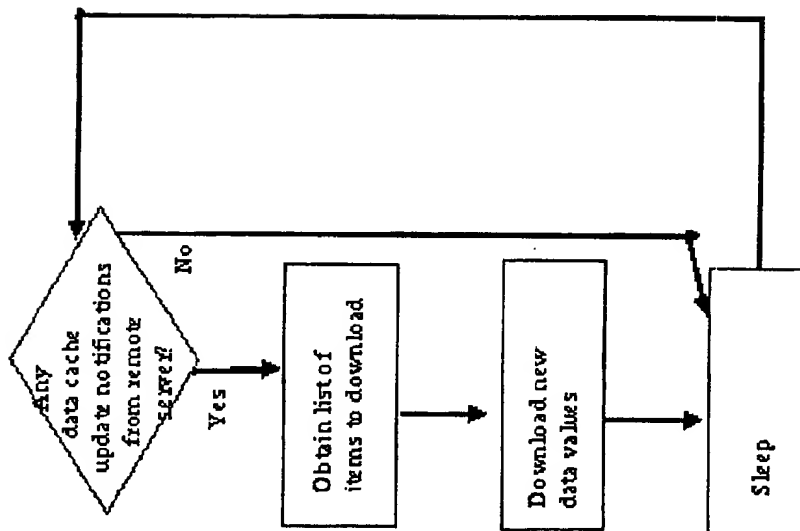 Any
data cache
update notifications
from remote
server?
No
Yes
Obtain list of
items to download
Download new
data values
Sleep